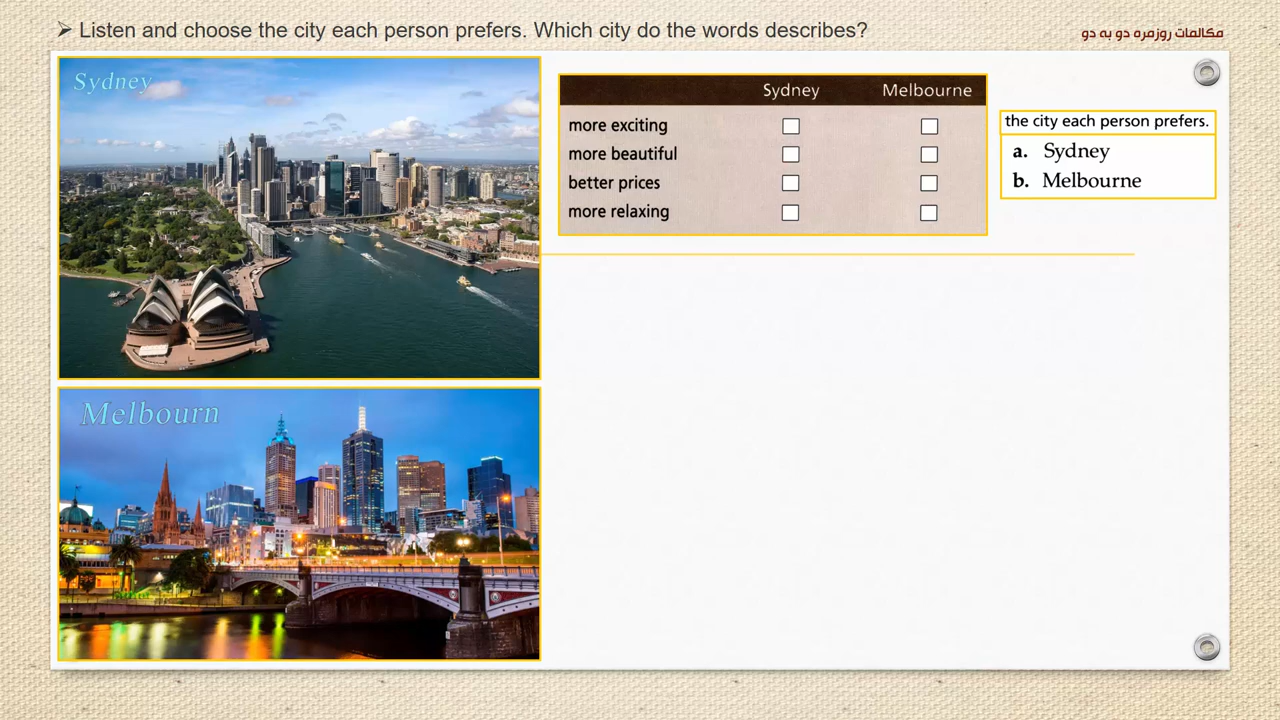 ➢ Listen and choose the city each person prefers. Which city do the words describes?
مکالمات روزمره دو به دو
Sydney
Sydney Melbourne
more exciting
more beautiful
better prices
more relaxing
the city each person prefers.
a. Sydney
b. Melbourne
Melbourn